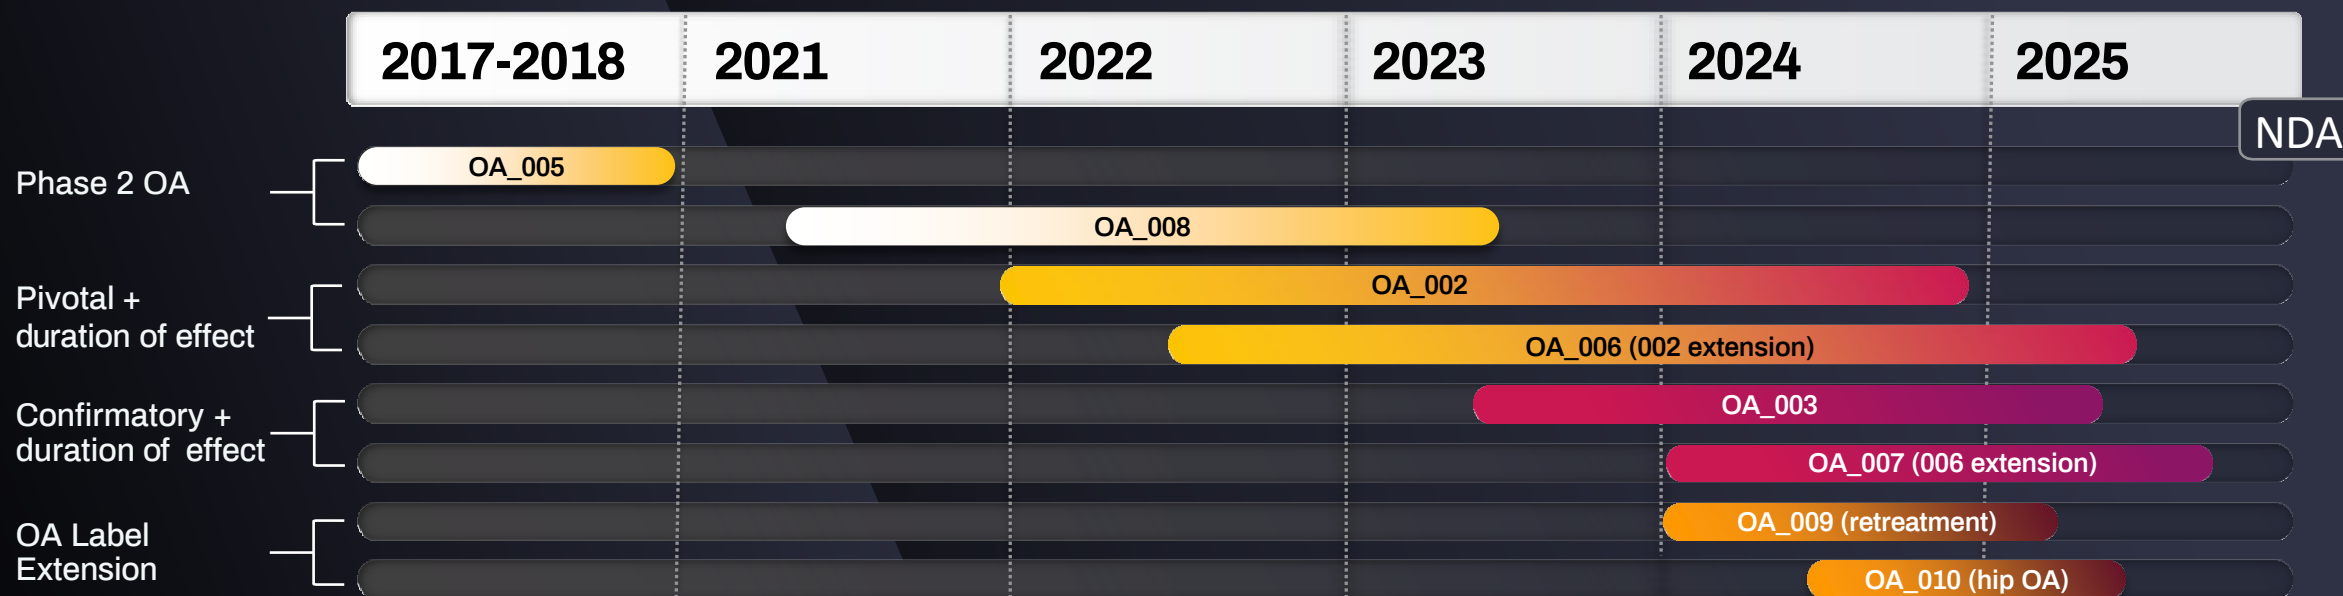 2017-2018 2021 2022 2023 2024 2025
NDA
Phase 2 OA
OA_005
OA_008
Pivotal +
duration of effect
OA_002
OA_006 (002 extension)
Confirmatory +
duration of effect
OA_003
OA_007 (006 extension)
OA Label
Extension
OA_009 (retreatment)
OA_010 (hip OA)